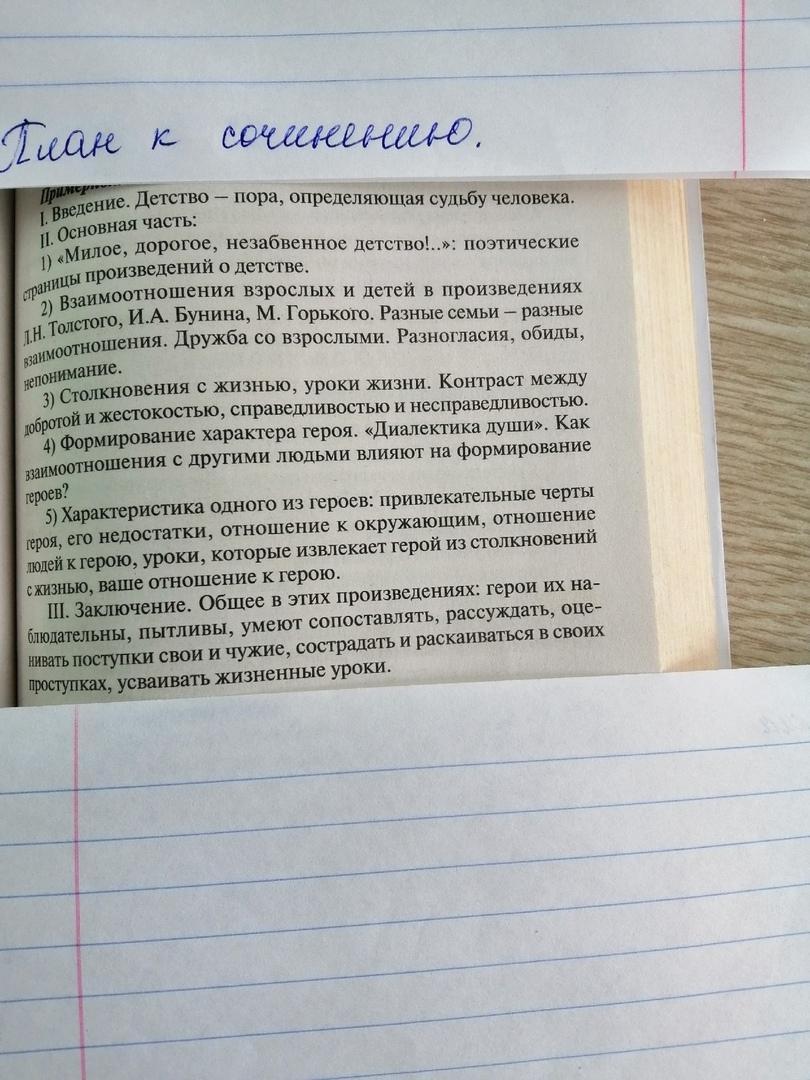 План к сочинению.
I. Введение. Детство – пора, определяющая судьбу человека.
II. Основная часть:
1) «Милое, дорогое, незабвенное детство!..»: поэтические
страницы произведений о детстве.
2) Взаимоотношения взрослых и детей в произведениях
Л.Н. Толстого, И.А. Бунина, М. Горького. Разные семьи – разные
взаимоотношения. Дружба со взрослыми. Разногласия, обиды,
непонимание.
3) Столкновения с жизнью, уроки жизни. Контраст между
добротой и жестокостью, справедливостью и несправедливостью.
4) Формирование характера героя. «Диалектика души». Как
взаимоотношения с другими людьми влияют на формирование
героев?
5) Характеристика одного из героев: привлекательные черты
героя, его недостатки, отношение к окружающим, отношение
людей к герою, уроки, которые извлекает герой из столкновений
с жизнью, ваше отношение к герою.
III. Заключение. Общее в этих произведениях: герои их на-
блюдательны, пытливы, умеют сопоставлять, рассуждать, оце-
нивать поступки свои и чужие, сострадать и раскаиваться в своих
проступках, усваивать жизненные уроки.